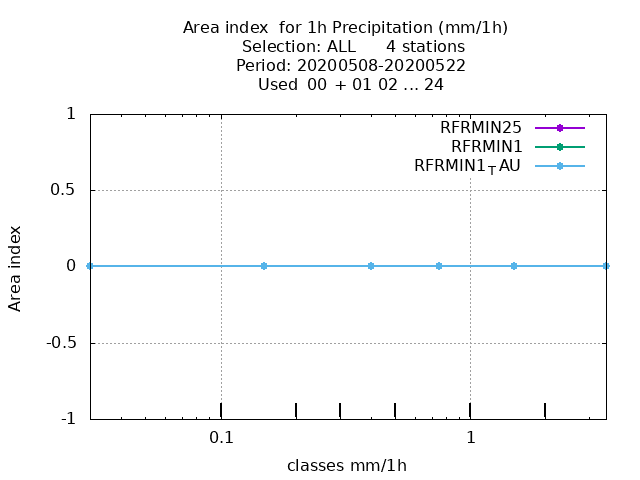 Area index  for 1h Precipitation (mm/1h)
Selection: ALL      4 stations
Period: 20200508-20200522
Used  00  + 01 02 ... 24
1
0.5
0
-0.5
-1
Area index
RFRMIN25
RFRMIN1
RFRMIN1TAU
0.1
1
classes mm/1h